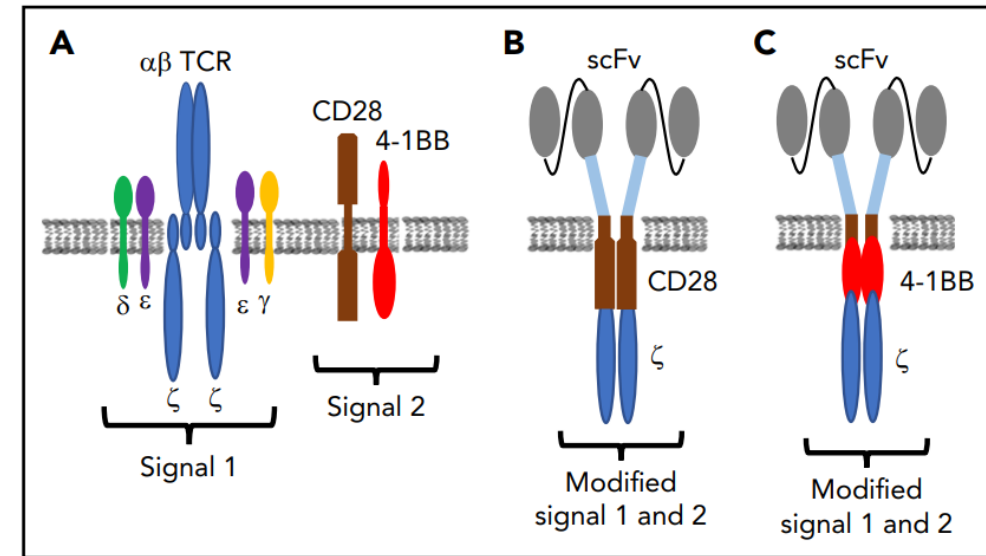 A
αβ TCR
CD28
4-1BB
δ ε
ε γ
ζ ζ
Signal 1
Signal 2
B
scFv
CD28
ζ
Modified
signal 1 and 2
C
scFv
4-1BB
ζ
Modified
signal 1 and 2